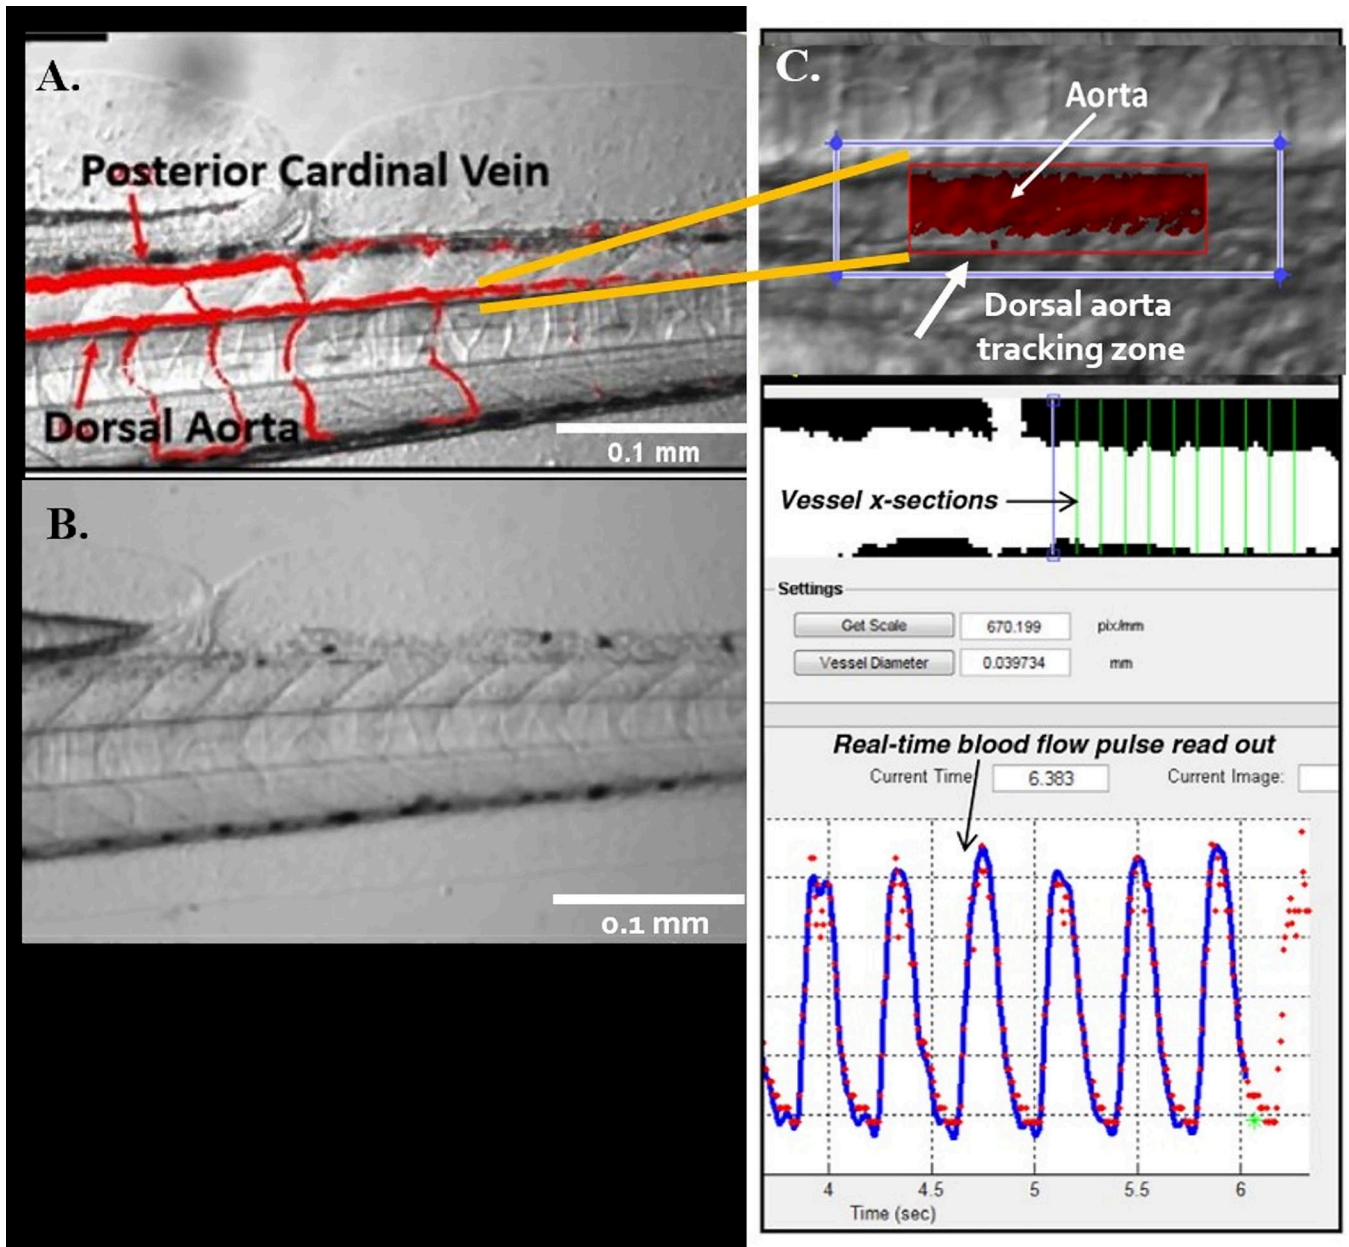 A.
Posterior Cardinal Vein
Dorsal Aorta
0.1 mm
B.
0.1 mm
C.
Aorta
Dorsal aorta
tracking zone
Vessel x-sections
Settings
Get Scale 670.199 pix/mm
Vessel Diameter 0.039734 mm
Real-time blood flow pulse read out
Current Time: 6.383 Current Image:
4 4.5 5 5.5 6
Time (sec)